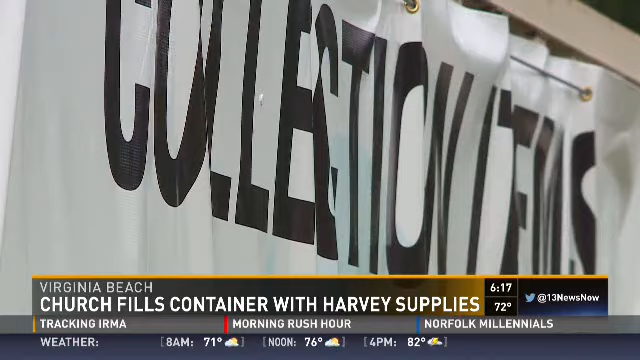 COLLECTION ITEMS
VIRGINIA BEACH
CHURCH FILLS CONTAINER WITH HARVEY SUPPLIES
6:17
72°
@13NewsNow
TRACKING IRMA
MORNING RUSH HOUR
NORFOLK MILLENNIALS
WEATHER: [8AM: 71° ] [NOON: 76° ] [4PM: 82° ]